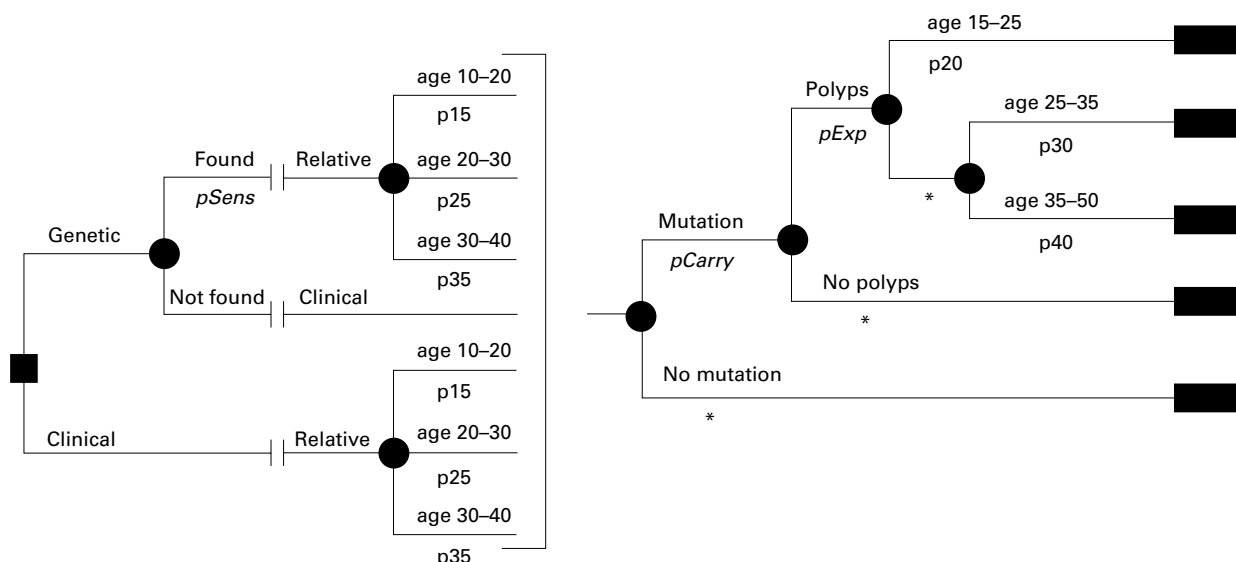 age 10–20
p15
Found
Relative
age 20–30
pSens
p25
Genetic
age 30–40
p35
Not found
Clinical
age 10–20
p15
Clinical
Relative
age 20–30
p25
age 30–40
p35
age 15–25
p20
Polyps
pExp
age 25–35
p30
*
age 35–50
p40
Mutation
pCarry
No polyps
*
No mutation
*